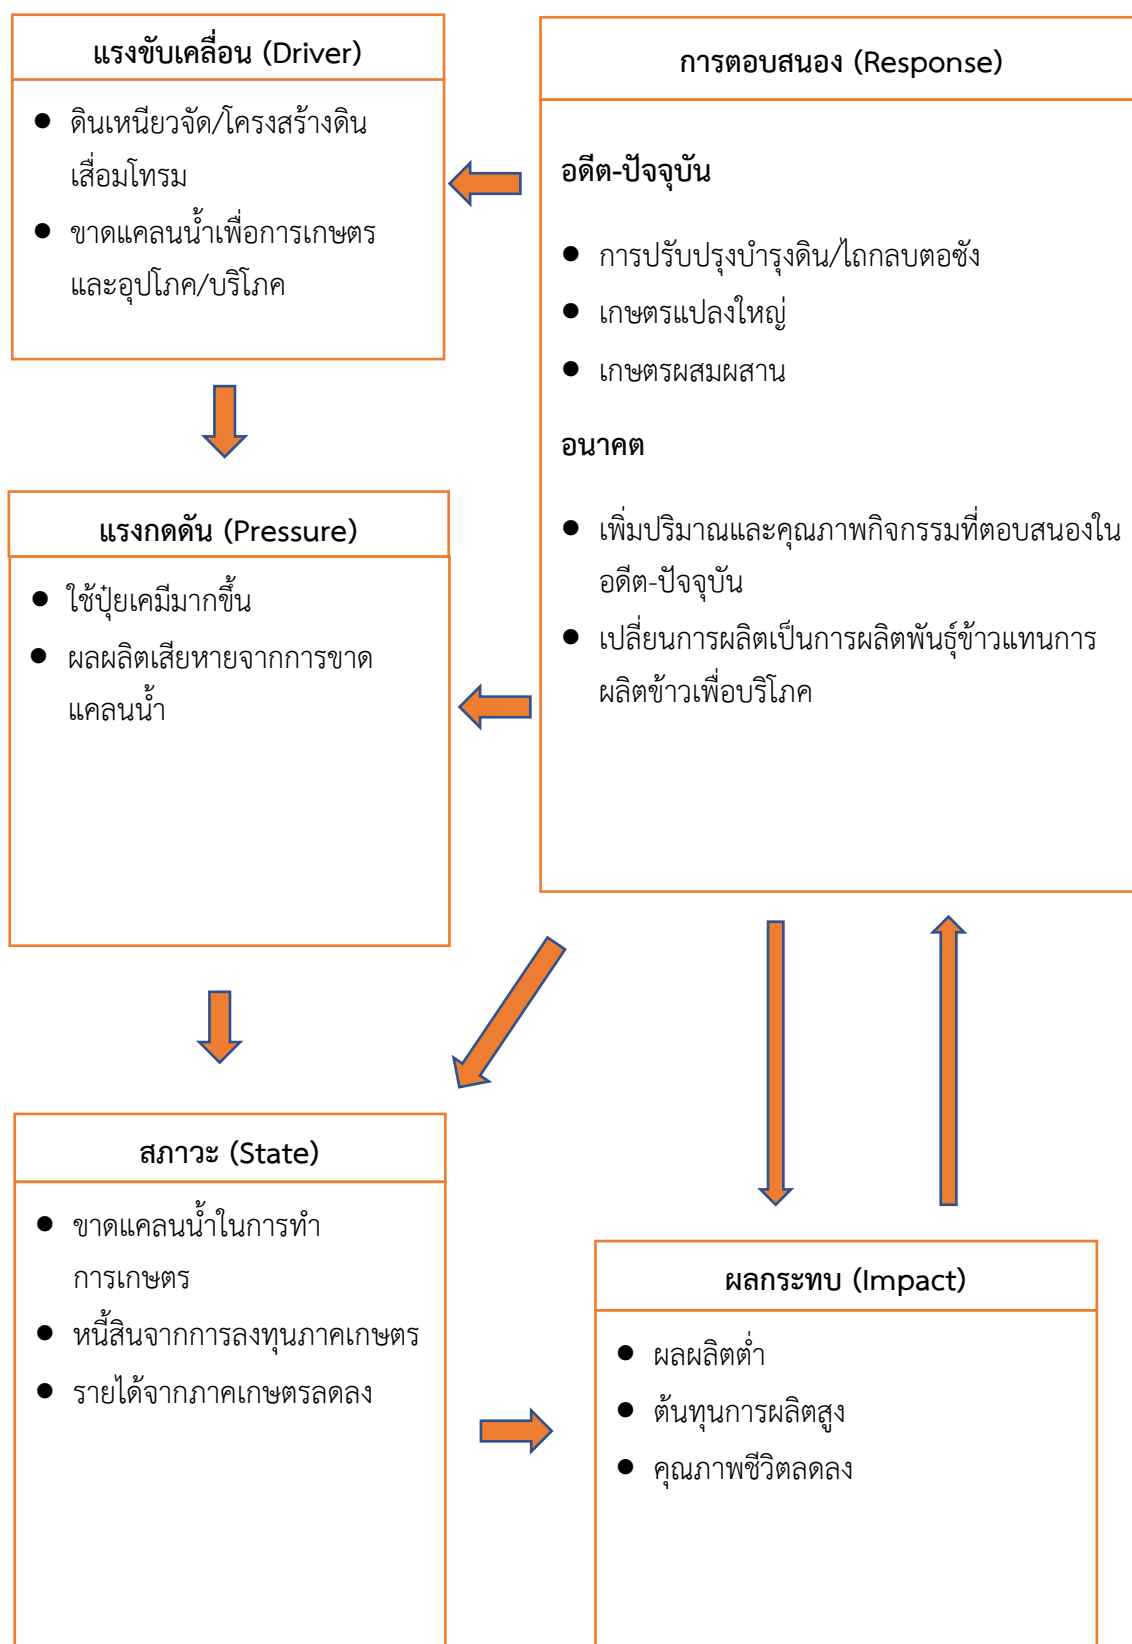 แรงขับเคลื่อน (Driver)
● ดินเหนียวจัด/โครงสร้างดิน
เสื่อมโทรม
● ขาดแคลนน้ำเพื่อการเกษตร
และอุปโภค/บริโภค
การตอบสนอง (Response)
อดีต-ปัจจุบัน
● การปรับปรุงบำรุงดิน/ไถกลบตอซัง
● เกษตรแปลงใหญ่
● เกษตรผสมผสาน
อนาคต
● เพิ่มปริมาณและคุณภาพกิจกรรมที่ตอบสนองใน
อดีต-ปัจจุบัน
● เปลี่ยนการผลิตเป็นการผลิตพันธุ์ข้าวแทนการ
ผลิตข้าวเพื่อบริโภค
แรงกดดัน (Pressure)
● ใช้ปุ๋ยเคมีมากขึ้น
● ผลผลิตเสียหายจากการขาด
แคลนน้ำ
สภาวะ (State)
● ขาดแคลนน้ำในการทำ
การเกษตร
● หนี้สินจากการลงทุนภาคเกษตร
● รายได้จากภาคเกษตรลดลง
ผลกระทบ (Impact)
● ผลผลิตต่ำ
● ต้นทุนการผลิตสูง
● คุณภาพชีวิตลดลง